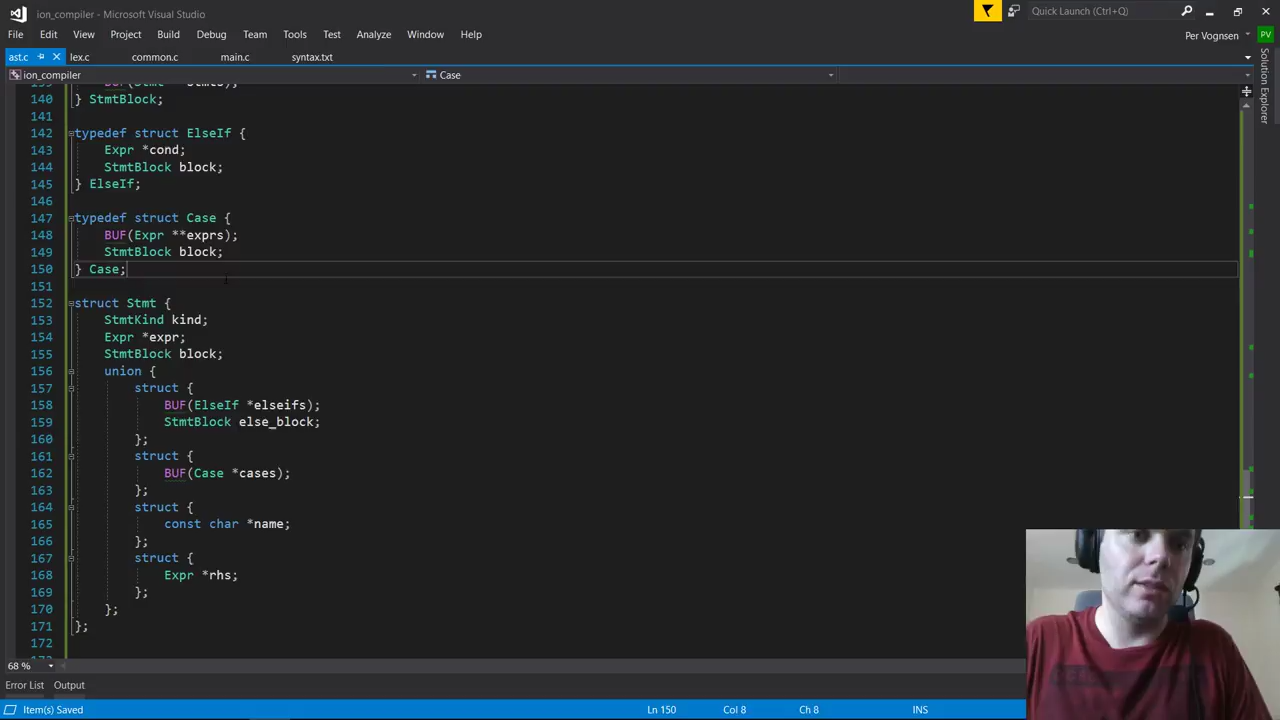 ion_compiler - Microsoft Visual Studio
Quick Launch (Ctrl+Q)
File Edit View Project Build Debug Team Tools Test Analyze Window Help
Per Vognsen PV
ast.c lex.c common.c main.c syntax.txt
ion_compiler Case
Solution Explorer
140 } StmtBlock;
141
142 typedef struct ElseIf {
143 Expr *cond;
144 StmtBlock block;
145 } ElseIf;
146
147 typedef struct Case {
148 BUF(Expr **exprs);
149 StmtBlock block;
150 } Case;
151
152 struct Stmt {
153 StmtKind kind;
154 Expr *expr;
155 StmtBlock block;
156 union {
157 struct {
158 BUF(ElseIf *elseifs);
159 StmtBlock else_block;
160 };
161 struct {
162 BUF(Case *cases);
163 };
164 struct {
165 const char *name;
166 };
167 struct {
168 Expr *rhs;
169 };
170 };
171 };
172
68 %
Error List Output
Item(s) Saved Ln 150 Col 8 Ch 8 INS